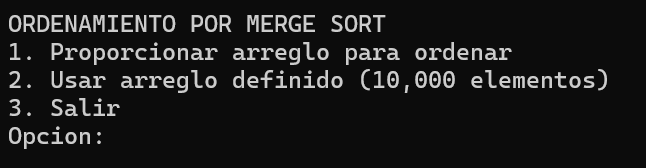 ORDENAMIENTO POR MERGE SORT
1. Proporcionar arreglo para ordenar
2. Usar arreglo definido (10,000 elementos)
3. Salir
Opcion: